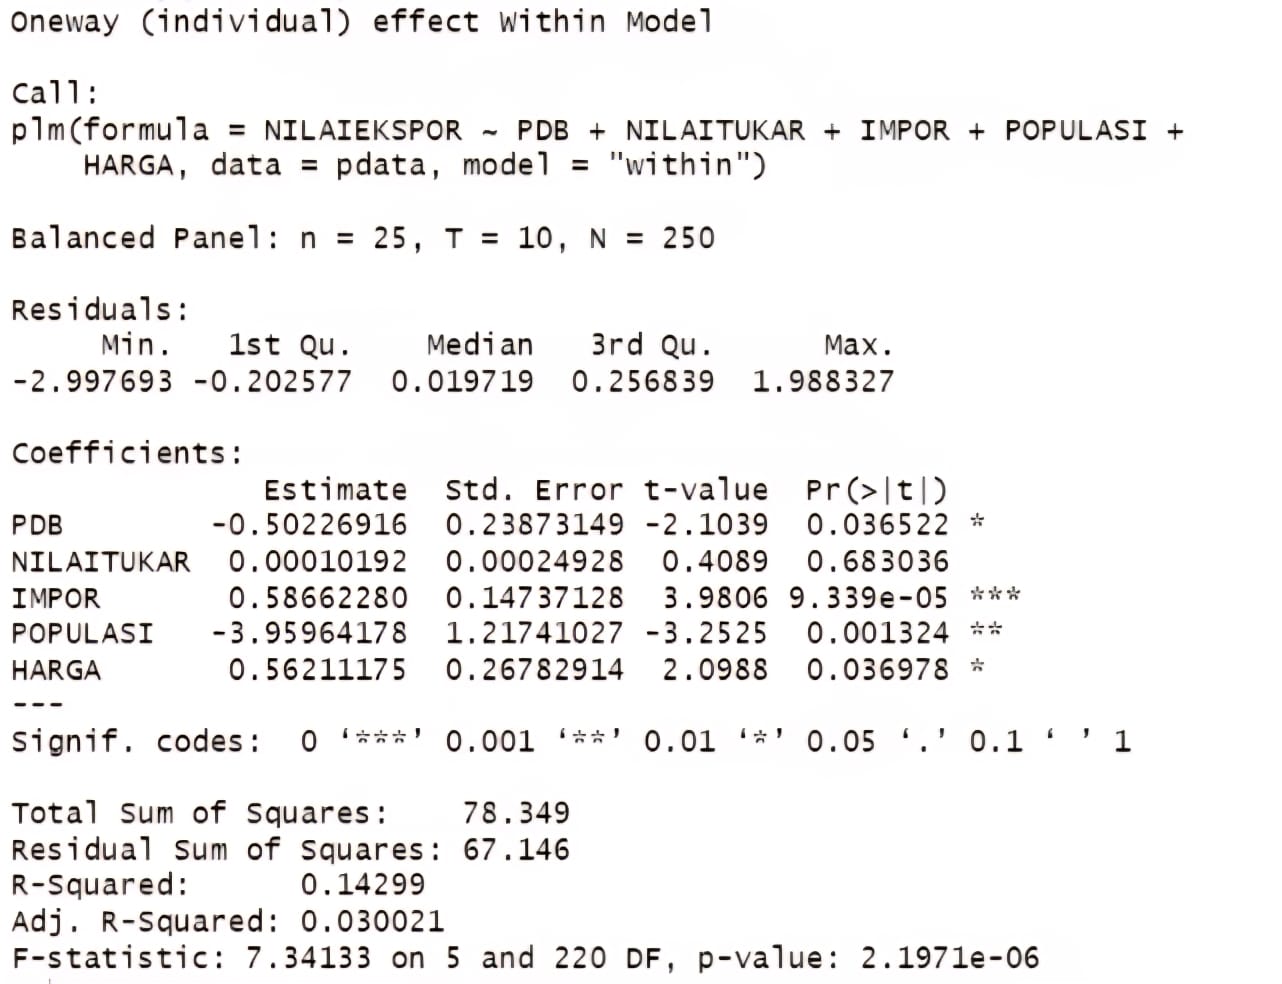 Oneway (individual) effect Within Model
Call:
plm(formula = NILAIEKSPOR ~ PDB + NILAITUKAR + IMPOR + POPULASI +
HARGA, data = pdata, model = "within")
Balanced Panel: n = 25, T = 10, N = 250
Residuals:
Min. 1st Qu. Median 3rd Qu. Max.
-2.997693 -0.202577 0.019719 0.256839 1.988327
Coefficients:
Estimate Std. Error t-value Pr(>|t|)
PDB -0.50226916 0.23873149 -2.1039 0.036522 *
NILAITUKAR 0.00010192 0.00024928 0.4089 0.683036
IMPOR 0.58662280 0.14737128 3.9806 9.339e-05 ***
POPULASI -3.95964178 1.21741027 -3.2525 0.001324 **
HARGA 0.56211175 0.26782914 2.0988 0.036978 *
---
Signif. codes: 0 ‘***’ 0.001 ‘**’ 0.01 ‘*’ 0.05 ‘.’ 0.1 ‘ ’ 1
Total Sum of Squares: 78.349
Residual Sum of Squares: 67.146
R-Squared: 0.14299
Adj. R-Squared: 0.030021
F-statistic: 7.34133 on 5 and 220 DF, p-value: 2.1971e-06